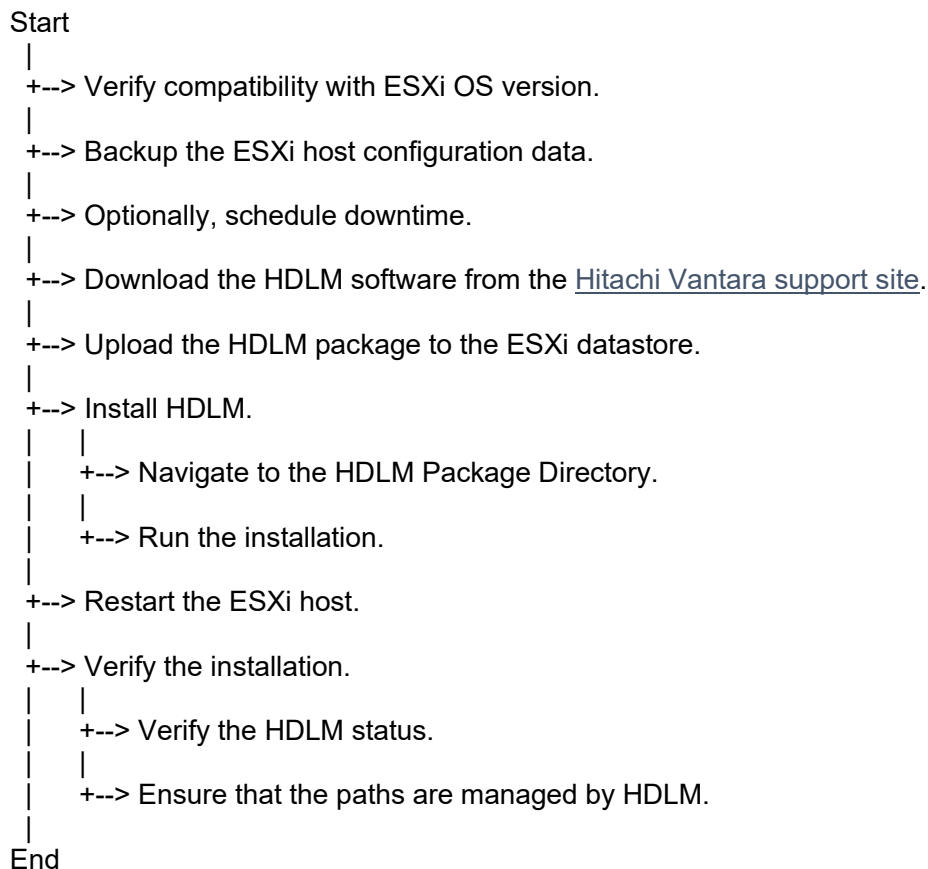 Start
|
+--> Verify compatibility with ESXi OS version.
|
+--> Backup the ESXi host configuration data.
|
+--> Optionally, schedule downtime.
|
+--> Download the HDLM software from the Hitachi Vantara support site.
|
+--> Upload the HDLM package to the ESXi datastore.
|
+--> Install HDLM.
| |
| +--> Navigate to the HDLM Package Directory.
| |
| +--> Run the installation.
|
+--> Restart the ESXi host.
|
+--> Verify the installation.
| |
| +--> Verify the HDLM status.
| |
| +--> Ensure that the paths are managed by HDLM.
|
End